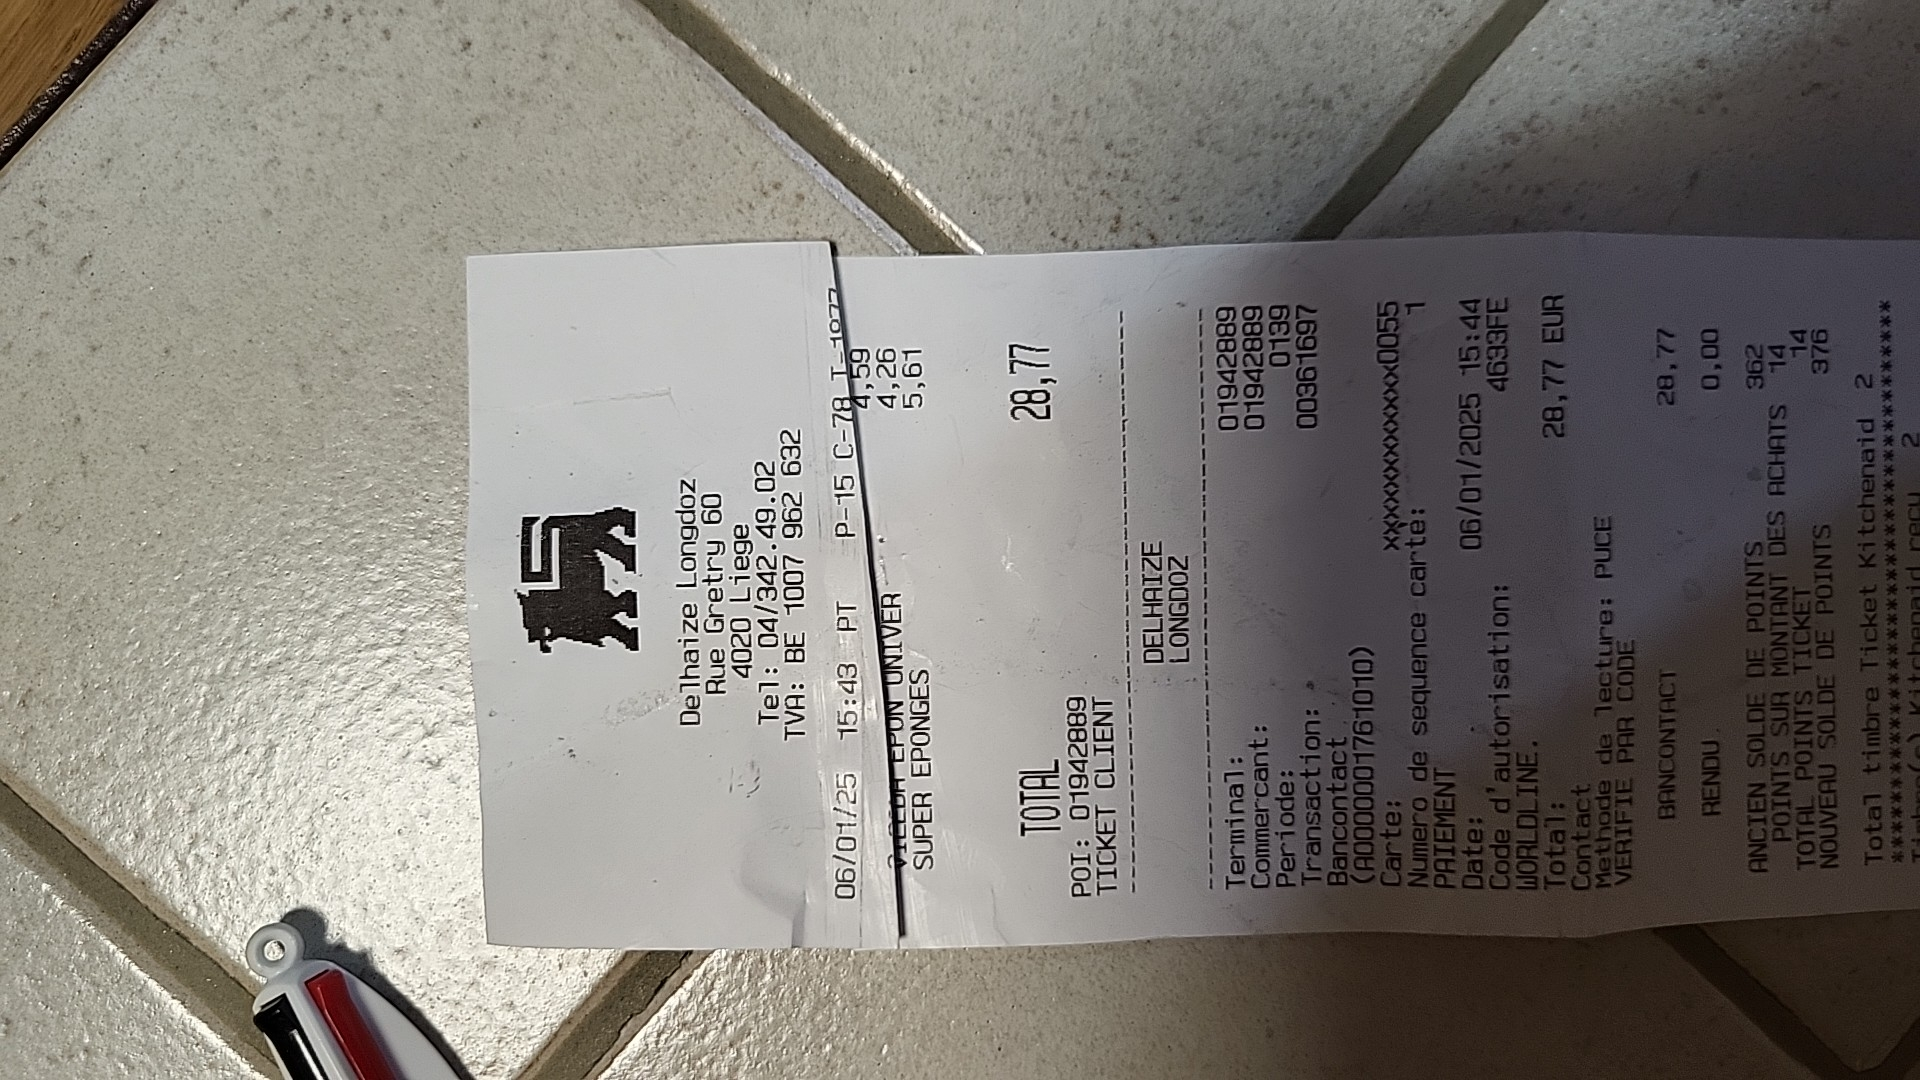 Delhaize Longdoz
Rue Gretry 60
4020 Liege
Tel: 04/342.49.02
TVA: BE 1007 962 632
06/01/25 15:43 PT P-15 C-78
4,59
EPON UNIVER 4,26
SUPER EPONGES 5,61
TOTAL 28,77
POI: 01942889
TICKET CLIENT
DELHAIZE
LONGDOZ
Terminal: 01942889
Commercant: 01942889
Periode: 0139
Transaction: 00361697
Bancontact
(A0000001761010)
Carte: xxxxxxxxxxxxx0055
Numero de sequence carte: 1
PAIEMENT
Date: 06/01/2025 15:44
Code d'autorisation: 4693FE
WORLDLINE.
Total: 28,77 EUR
Contact
Methode de lecture: PUCE
VERIFIE PAR CODE
BANCONTACT 28,77
RENDU 0,00
ANCIEN SOLDE DE POINTS 362
POINTS SUR MONTANT DES ACHATS 14
TOTAL POINTS TICKET 14
NOUVEAU SOLDE DE POINTS 376
Total timbre Ticket Kitchenaid 2